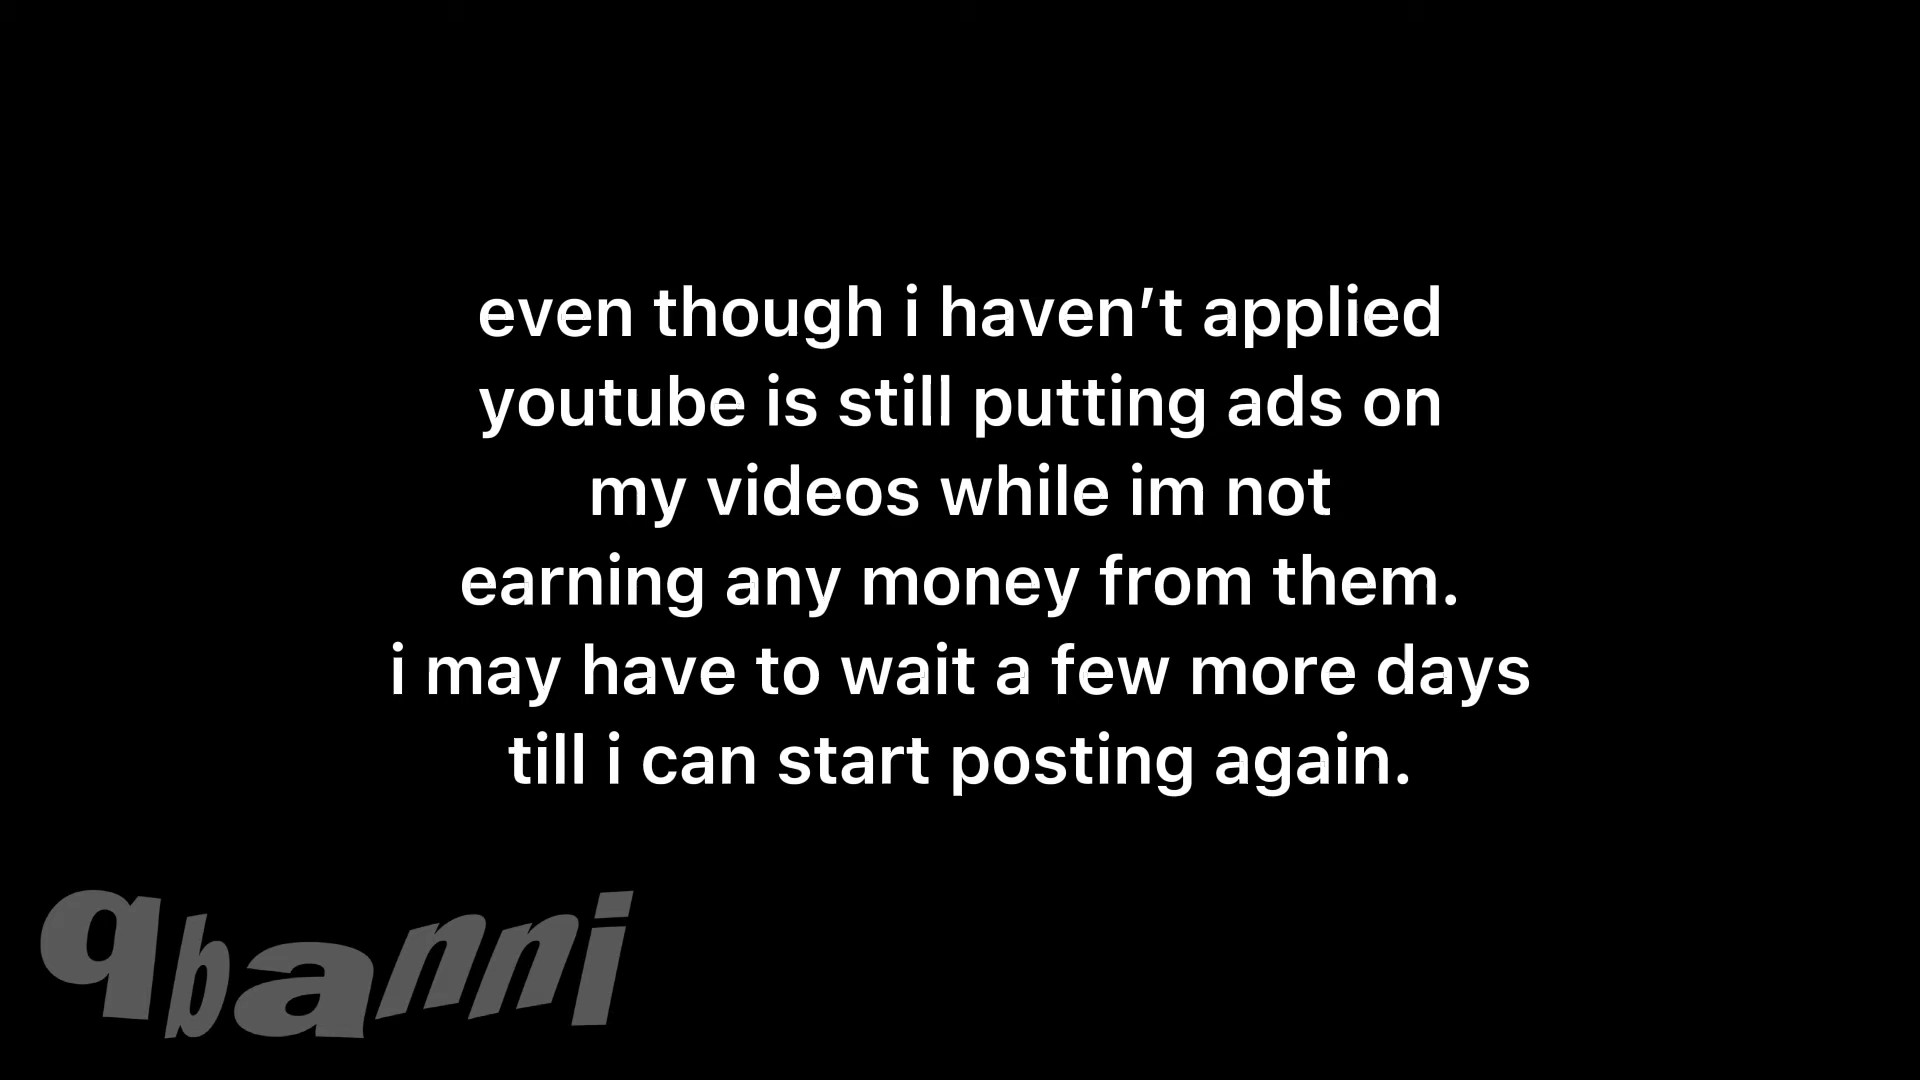 even though i haven’t applied
youtube is still putting ads on
my videos while im not
earning any money from them.
i may have to wait a few more days
till i can start posting again.
qbanni